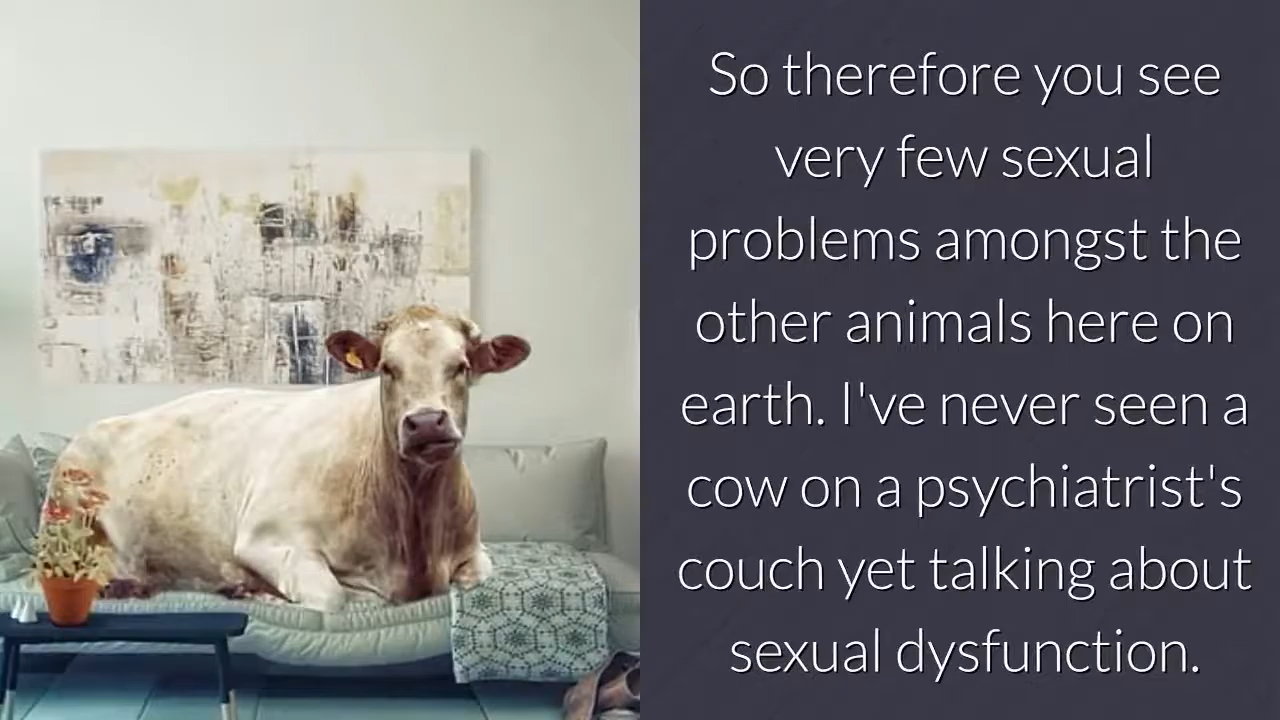 So therefore you see
very few sexual
problems amongst the
other animals here on
earth. I've never seen a
cow on a psychiatrist's
couch yet talking about
sexual dysfunction.